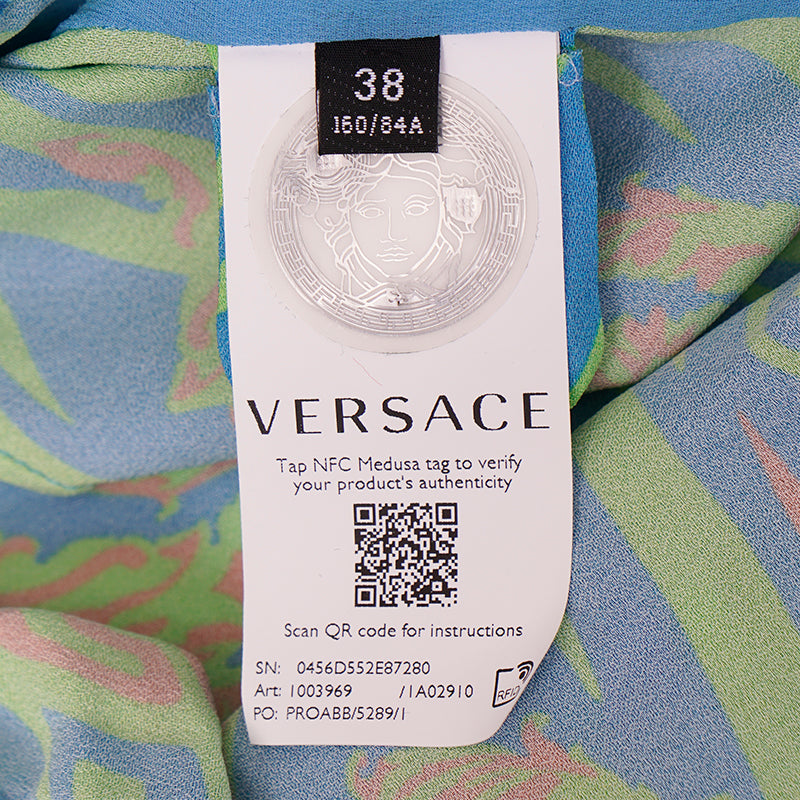 38
160/84A
VERSACE
Tap NFC Medusa tag to verify
your product's authenticity
Scan QR code for instructions
SN: 0456D552E87280
Art: 1003969 /1A02910
PO: PROABB/5289/1
RFID